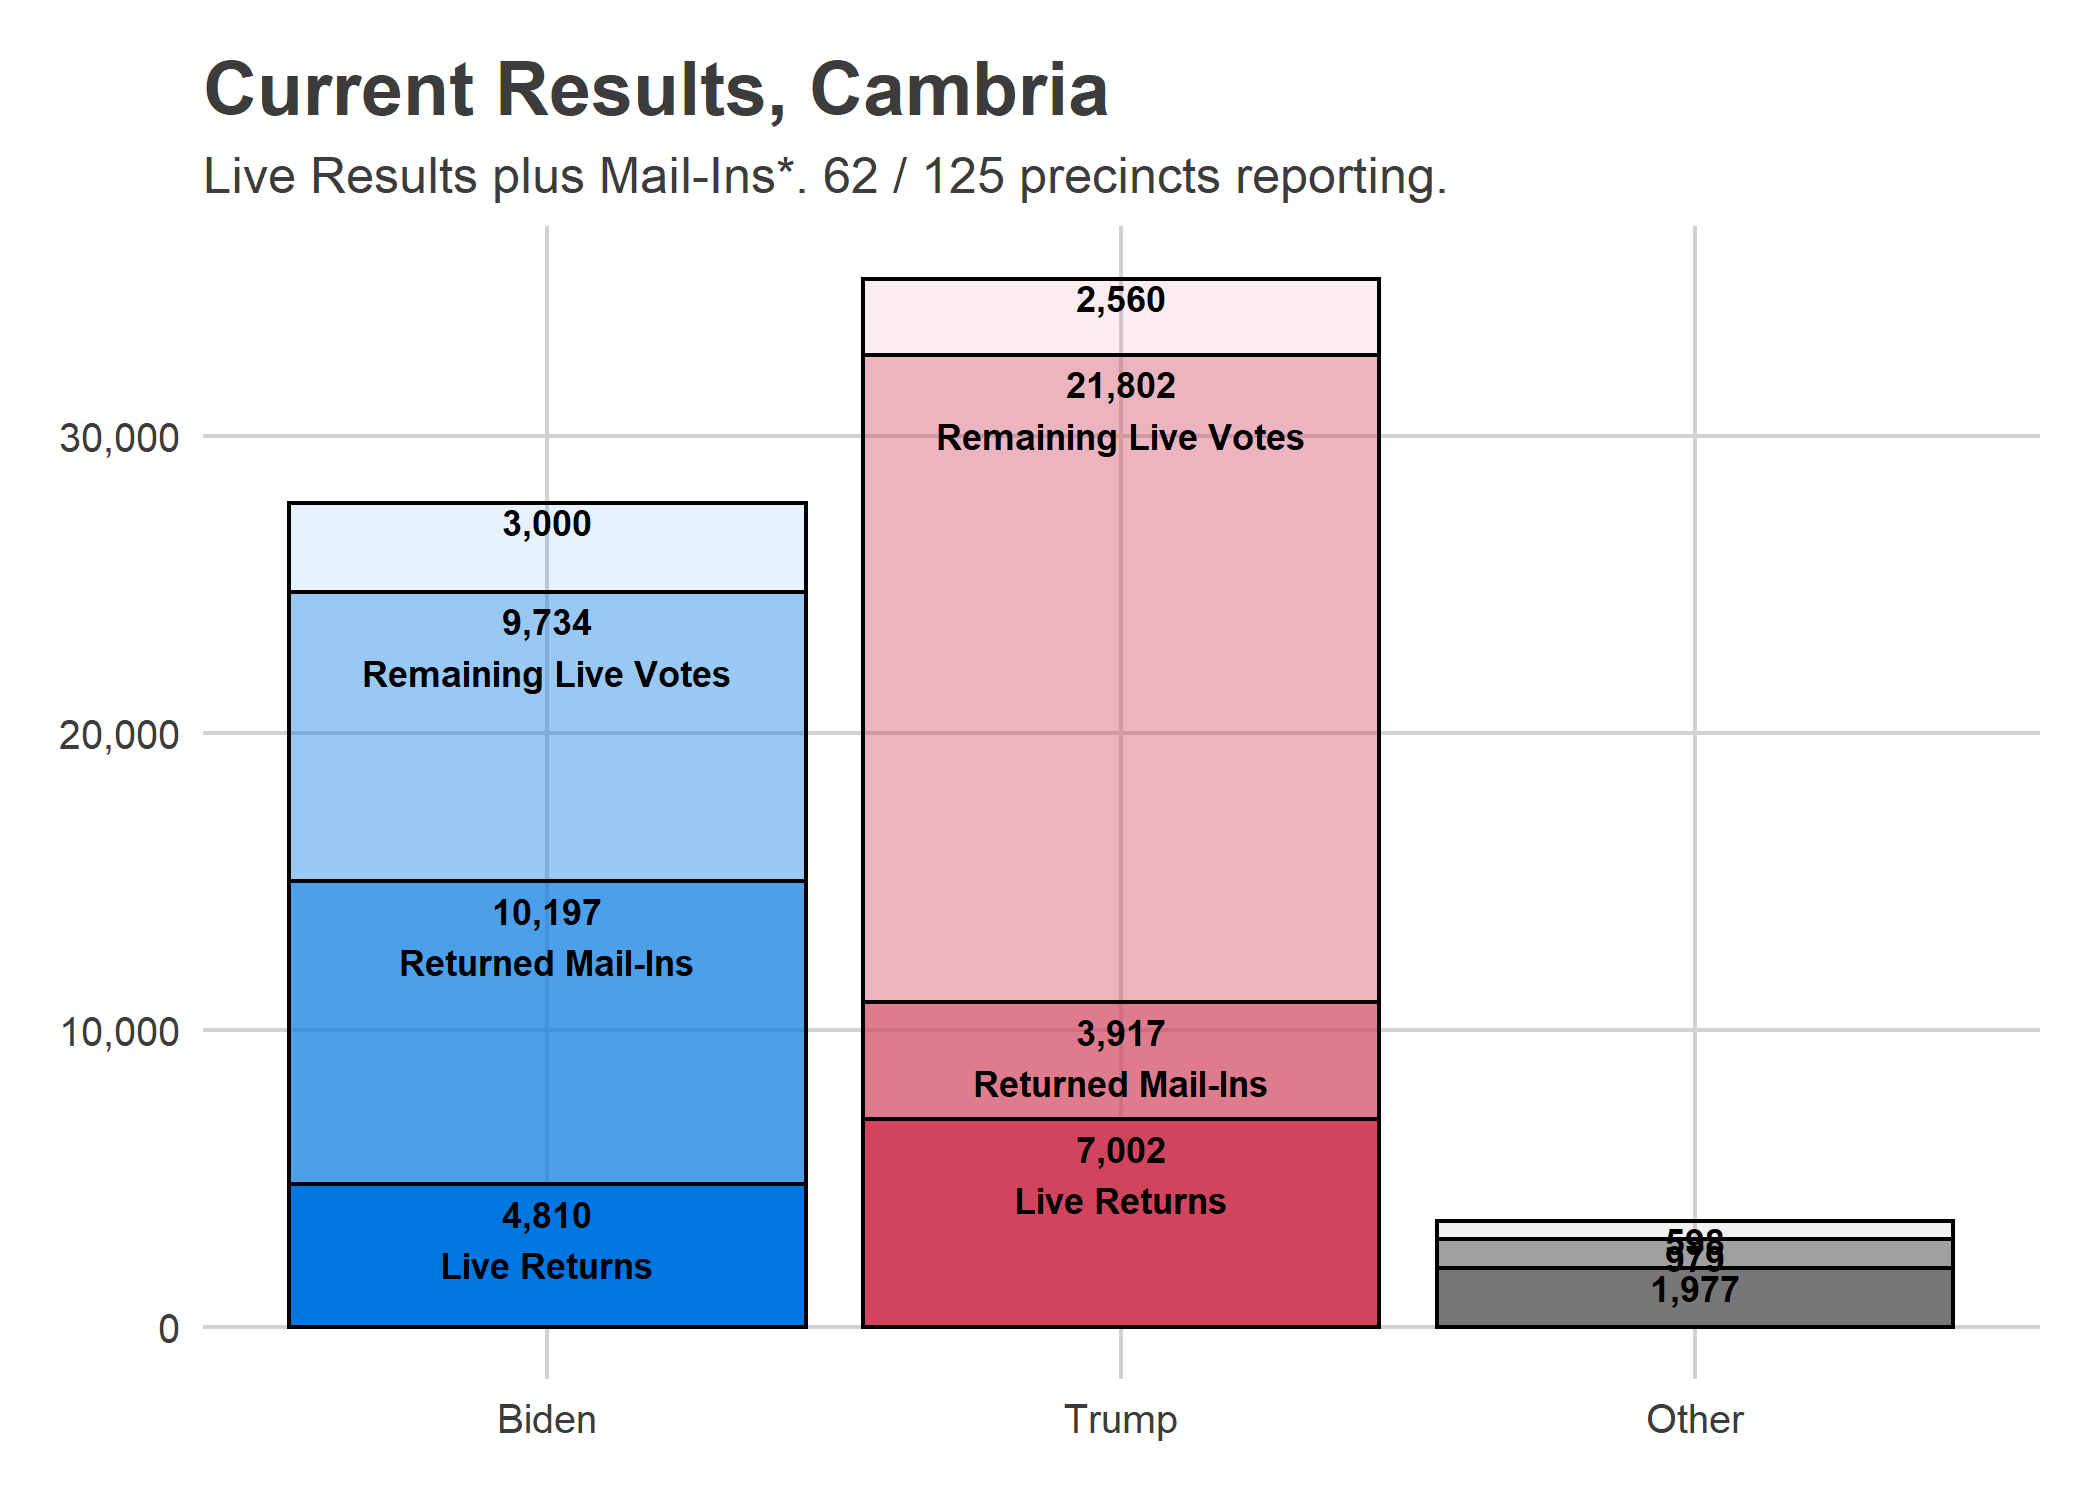 Current Results, Cambria
Live Results plus Mail-Ins*. 62 / 125 precincts reporting.
30,000
20,000
10,000
0
3,000
9,734
Remaining Live Votes
10,197
Returned Mail-Ins
4,810
Live Returns
2,560
21,802
Remaining Live Votes
3,917
Returned Mail-Ins
7,002
Live Returns
598
979
1,977
Biden
Trump
Other